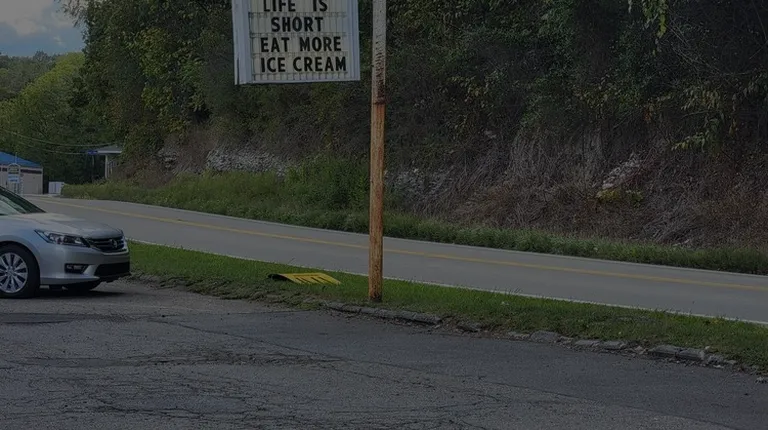 LIFE IS
SHORT
EAT MORE
ICE CREAM